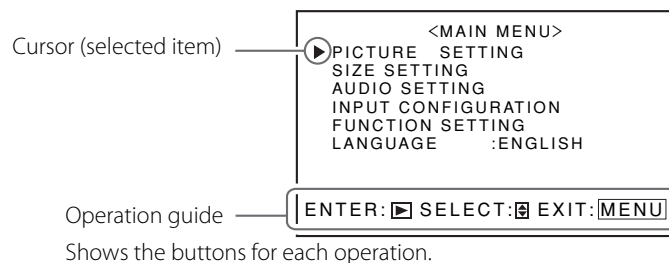 <MAIN MENU>
Cursor (selected item)
▶PICTURE SETTING
SIZE SETTING
AUDIO SETTING
INPUT CONFIGURATION
FUNCTION SETTING
LANGUAGE :ENGLISH
Operation guide
ENTER:▶ SELECT:⬍ EXIT:MENU
Shows the buttons for each operation.